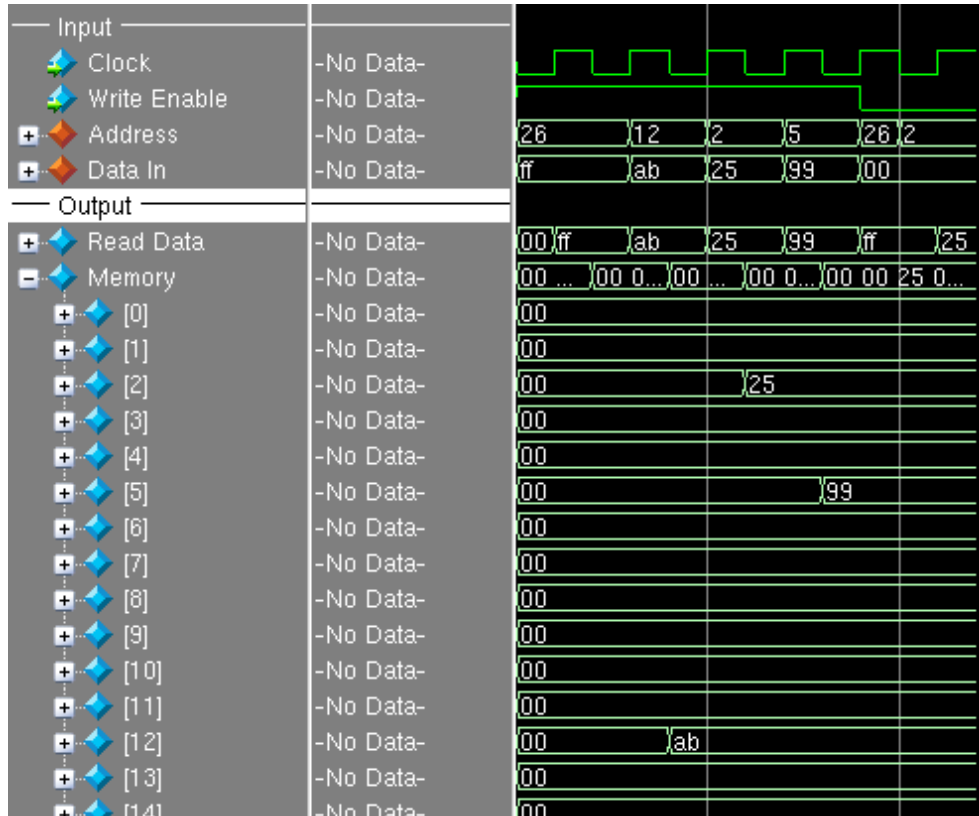 Input
Clock -No Data-
Write Enable -No Data-
Address -No Data- 26 12 2 5 26 2
Data In -No Data- ff ab 25 99 00
Output
Read Data -No Data- 00 ff ab 25 99 ff 25
Memory -No Data- 00 ... 00 0... 00 ... 00 0... 00 00 25 0...
[0] -No Data- 00
[1] -No Data- 00
[2] -No Data- 00 25
[3] -No Data- 00
[4] -No Data- 00
[5] -No Data- 00 99
[6] -No Data- 00
[7] -No Data- 00
[8] -No Data- 00
[9] -No Data- 00
[10] -No Data- 00
[11] -No Data- 00
[12] -No Data- 00 ab
[13] -No Data- 00
[14] -No Data- 00